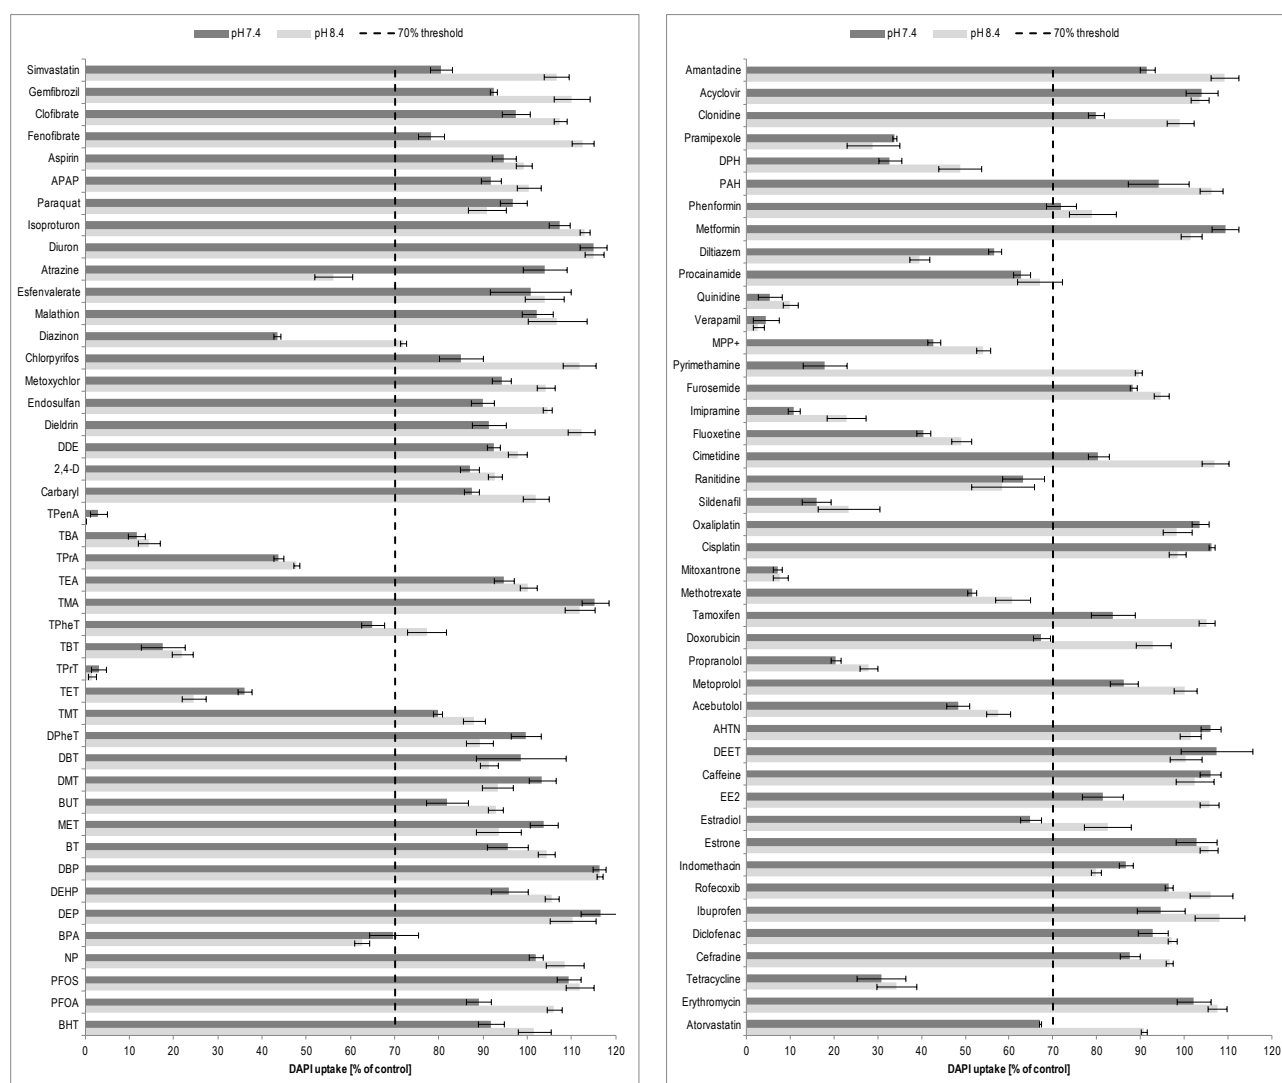 pH 7.4 pH 8.4 70% threshold
Simvastatin
Gemfibrozil
Clofibrate
Fenofibrate
Aspirin
APAP
Paraquat
Isoproturon
Diuron
Atrazine
Esfenvalerate
Malathion
Diazinon
Chlorpyrifos
Metoxychlor
Endosulfan
Dieldrin
DDE
2,4-D
Carbaryl
TPenA
TBA
TPrA
TEA
TMA
TPheT
TBT
TPrT
TET
TMT
DPheT
DBT
DMT
BUT
MET
BT
DBP
DEHP
DEP
BPA
NP
PFOS
PFOA
BHT
0 10 20 30 40 50 60 70 80 90 100 110 120
DAPI uptake [% of control]
pH 7.4 pH 8.4 70% threshold
Amantadine
Acyclovir
Clonidine
Pramipexole
DPH
PAH
Phenformin
Metformin
Diltiazem
Procainamide
Quinidine
Verapamil
MPP+
Pyrimethamine
Furosemide
Imipramine
Fluoxetine
Cimetidine
Ranitidine
Sildenafil
Oxaliplatin
Cisplatin
Mitoxantrone
Methotrexate
Tamoxifen
Doxorubicin
Propranolol
Metoprolol
Acebutolol
AHTN
DEET
Caffeine
EE2
Estradiol
Estrone
Indomethacin
Rofecoxib
Ibuprofen
Diclofenac
Cefradine
Tetracycline
Erythromycin
Atorvastatin
0 10 20 30 40 50 60 70 80 90 100 110 120
DAPI uptake [% of control]